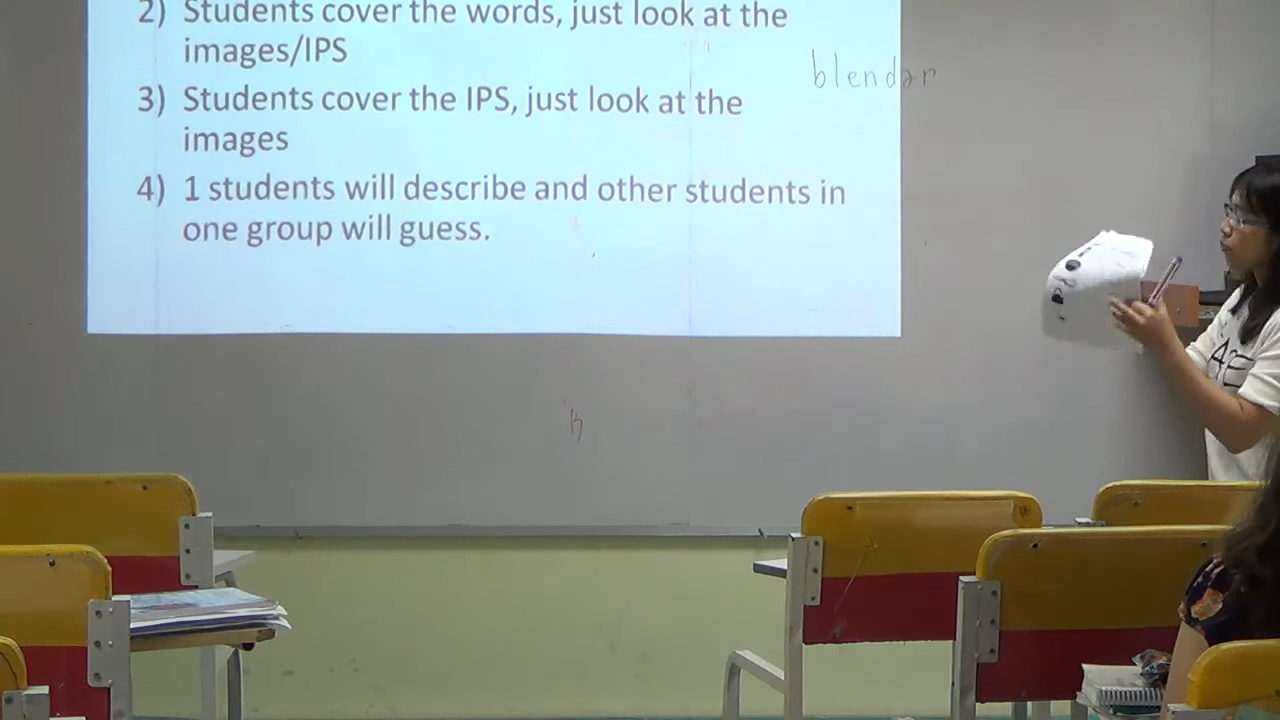 2) Students cover the words, just look at the
images/IPS
3) Students cover the IPS, just look at the
images
4) 1 students will describe and other students in
one group will guess.
blendər